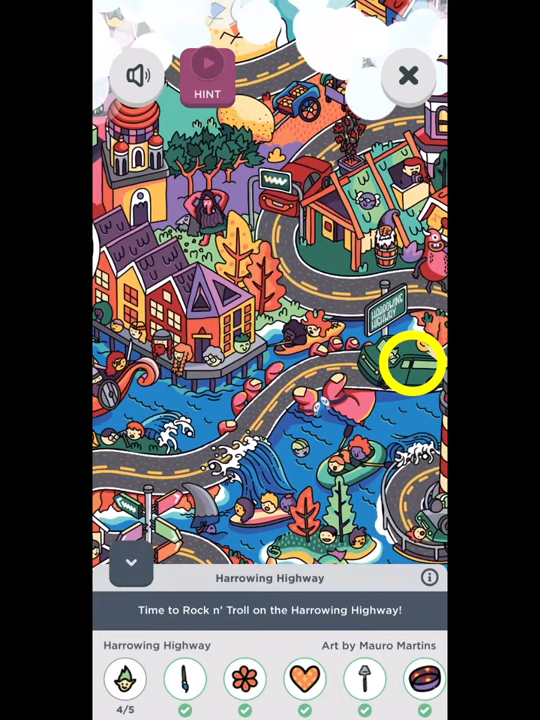 HINT
HARROWING
HIGHWAY
Harrowing Highway
Time to Rock n' Troll on the Harrowing Highway!
Harrowing Highway Art by Mauro Martins
4/5